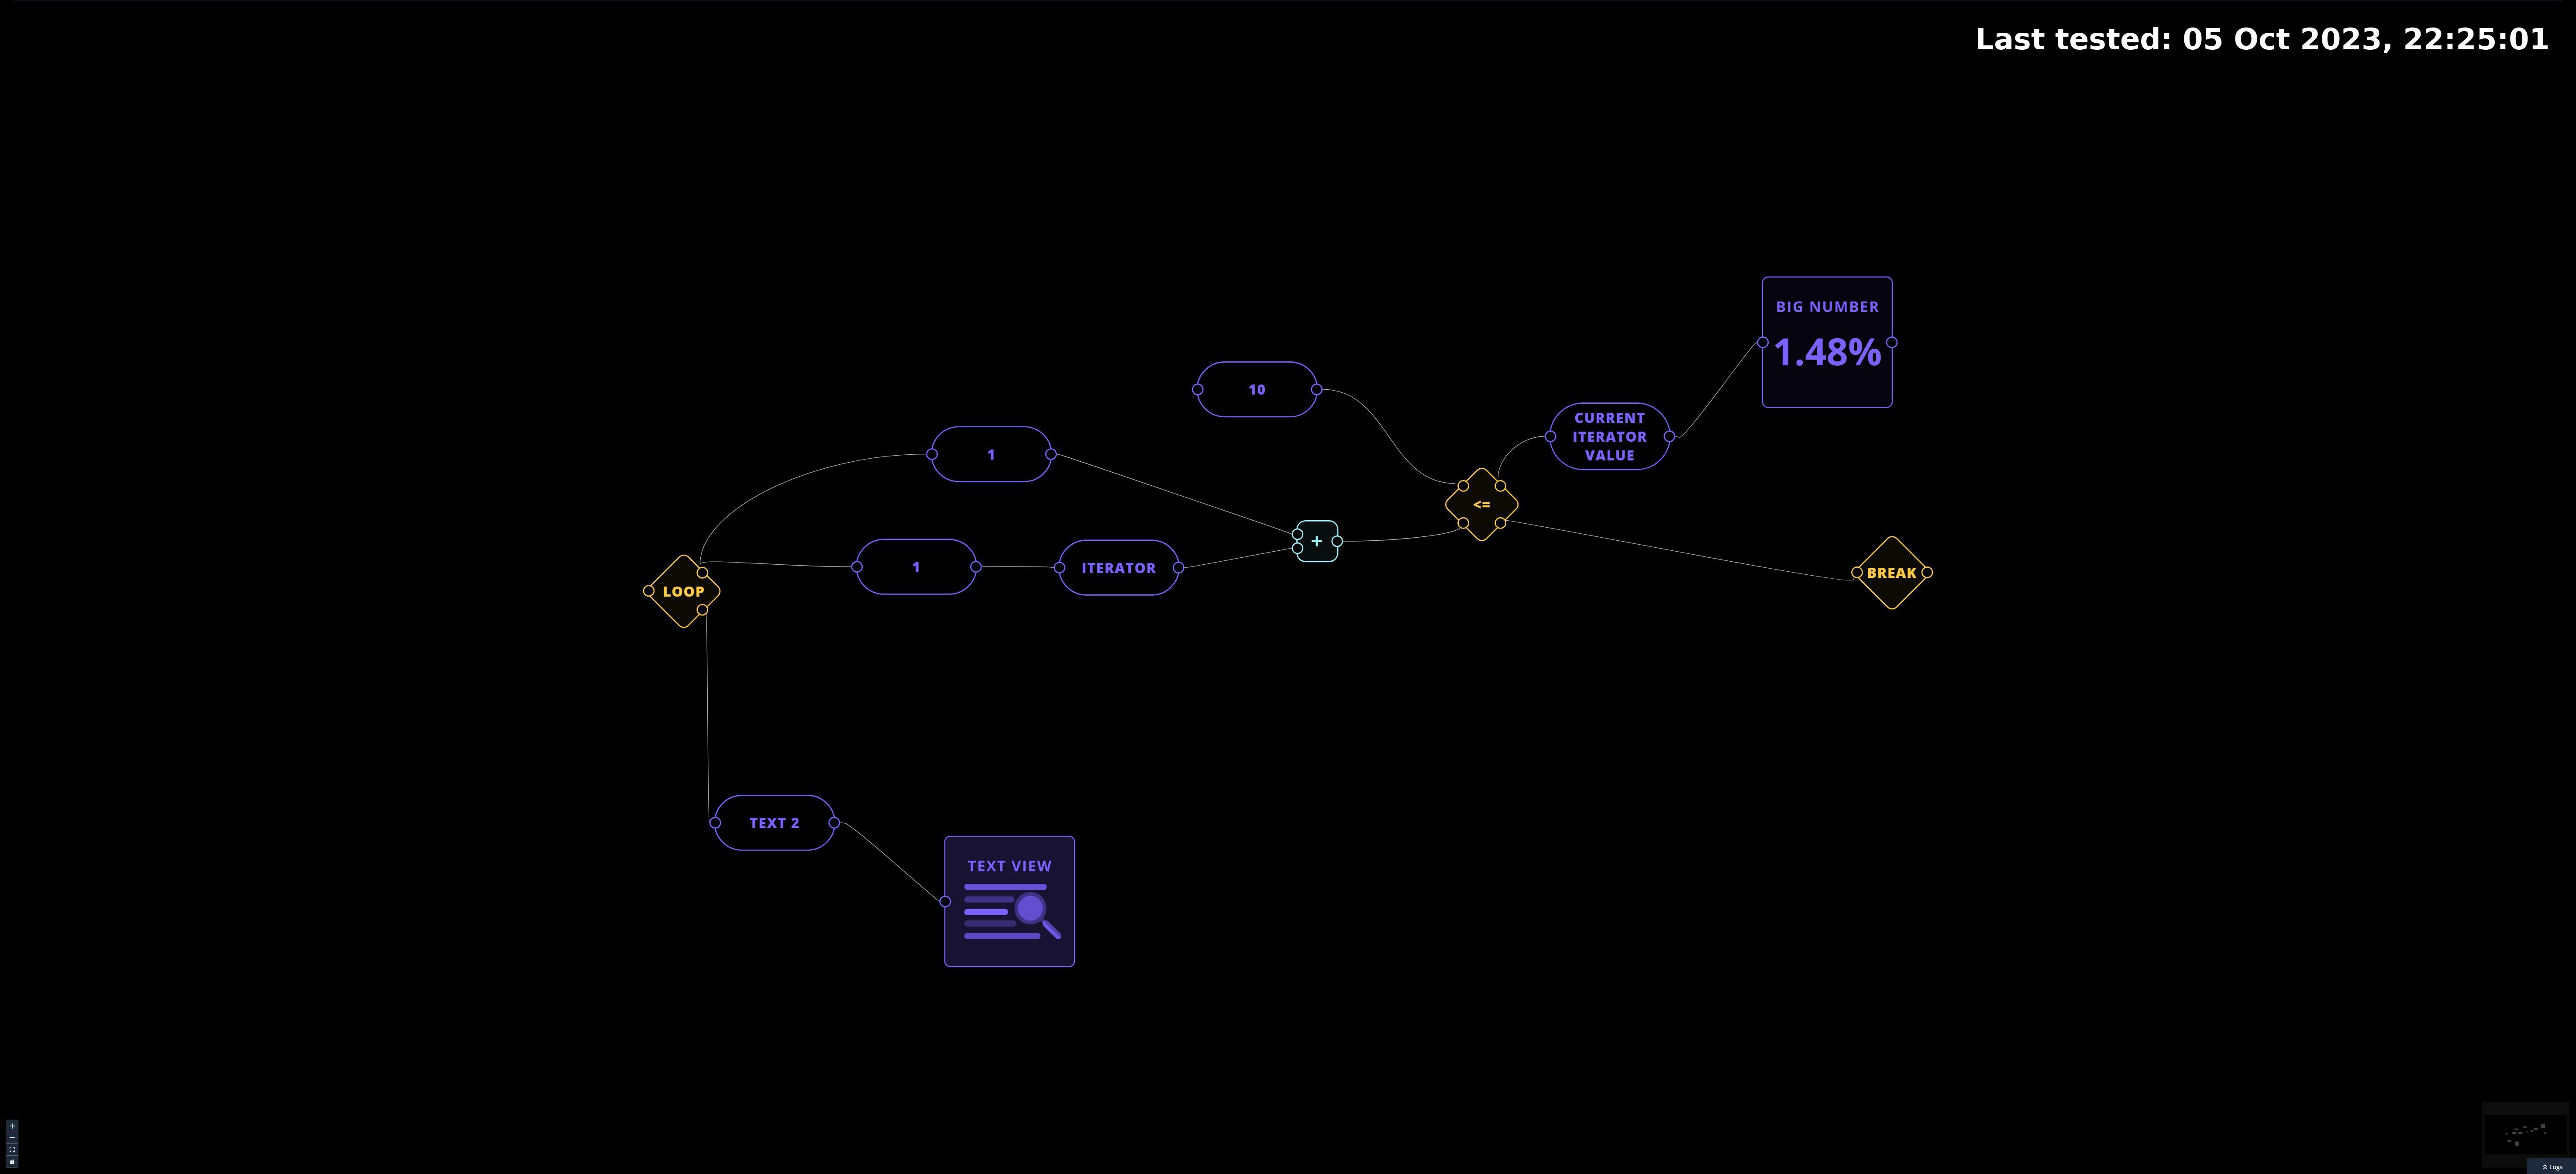 Last tested: 05 Oct 2023, 22:25:01
BIG NUMBER
1.48%
10
CURRENT
ITERATOR
VALUE
1
<=
+
1
ITERATOR
BREAK
LOOP
TEXT 2
TEXT VIEW
Logs